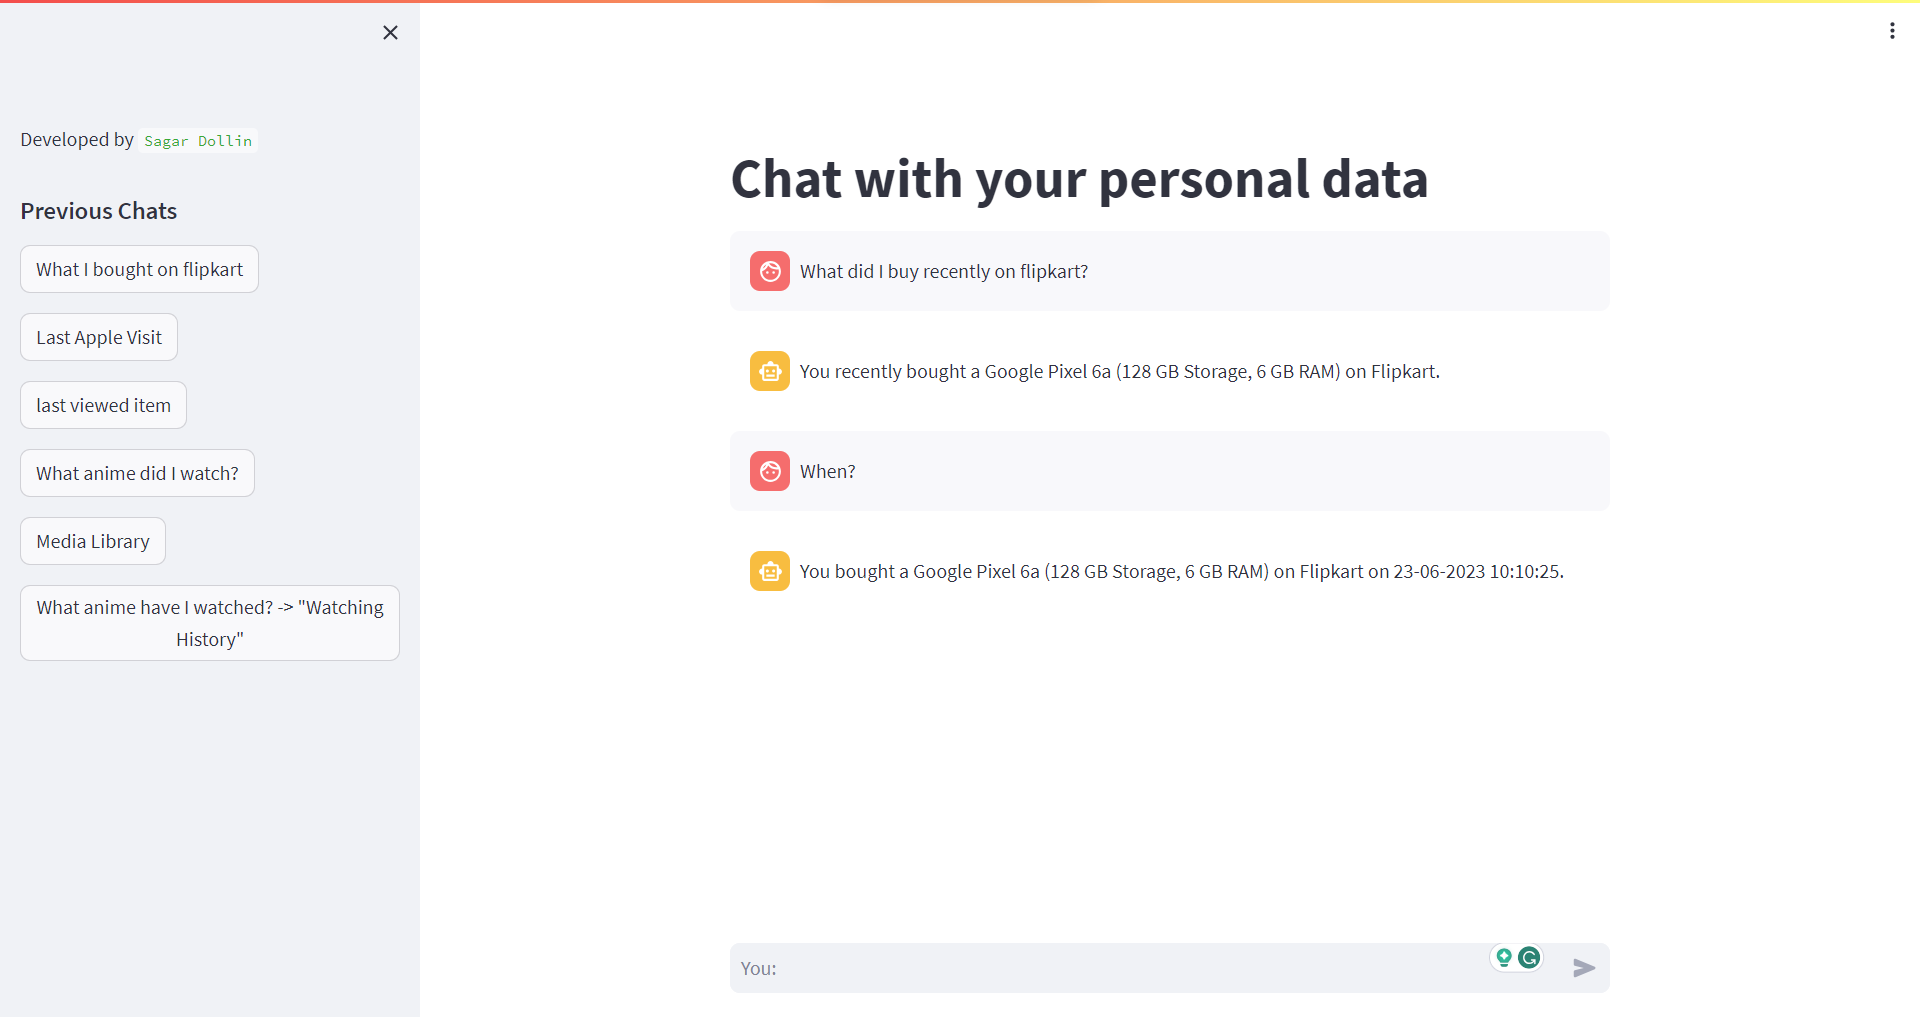 Developed by Sagar Dollin
Previous Chats
What I bought on flipkart
Last Apple Visit
last viewed item
What anime did I watch?
Media Library
What anime have I watched? -> "Watching
History"
Chat with your personal data
What did I buy recently on flipkart?
You recently bought a Google Pixel 6a (128 GB Storage, 6 GB RAM) on Flipkart.
When?
You bought a Google Pixel 6a (128 GB Storage, 6 GB RAM) on Flipkart on 23-06-2023 10:10:25.
You: